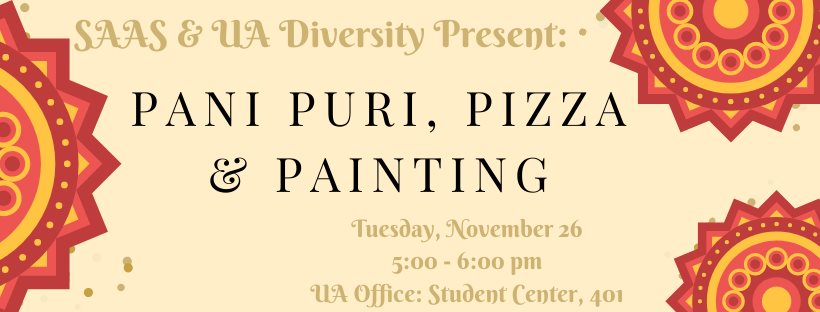 SAAS & UA Diversity Present:
PANI PURI, PIZZA
& PAINTING
Tuesday, November 26
5:00 - 6:00 pm
UA Office: Student Center, 401